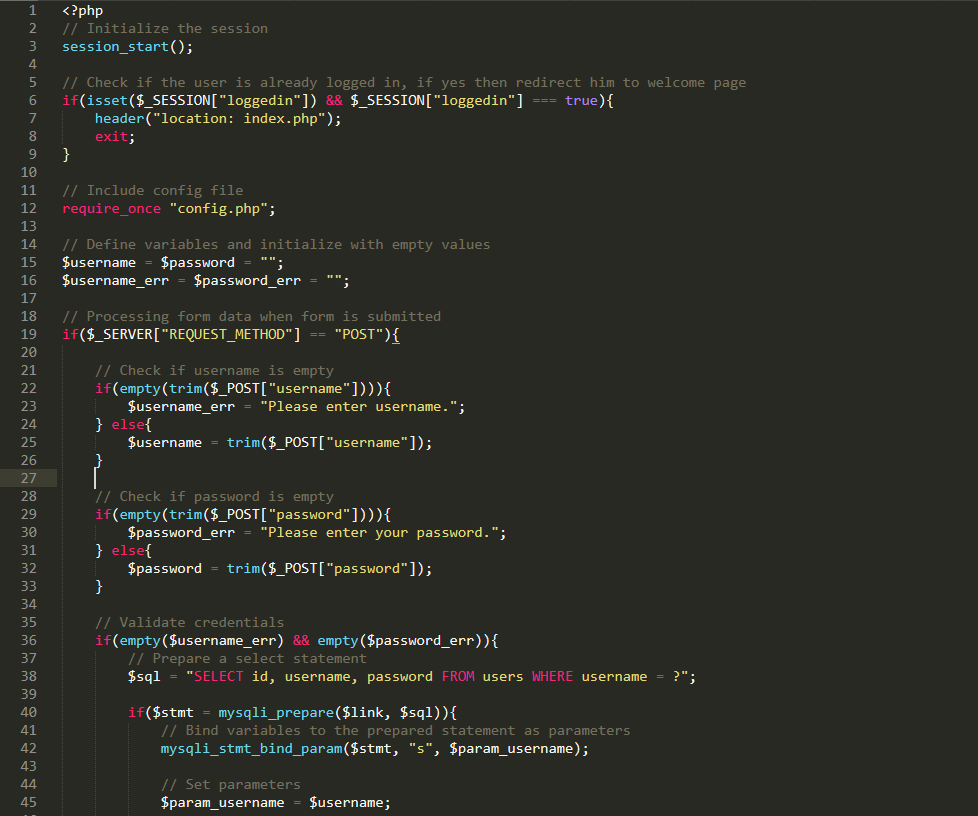 1 <?php
2 // Initialize the session
3 session_start();
4
5 // Check if the user is already logged in, if yes then redirect him to welcome page
6 if(isset($_SESSION["loggedin"]) && $_SESSION["loggedin"] === true){
7     header("location: index.php");
8     exit;
9 }
10
11 // Include config file
12 require_once "config.php";
13
14 // Define variables and initialize with empty values
15 $username = $password = "";
16 $username_err = $password_err = "";
17
18 // Processing form data when form is submitted
19 if($_SERVER["REQUEST_METHOD"] == "POST"){
20
21     // Check if username is empty
22     if(empty(trim($_POST["username"]))){
23         $username_err = "Please enter username.";
24     } else{
25         $username = trim($_POST["username"]);
26     }
27
28     // Check if password is empty
29     if(empty(trim($_POST["password"]))){
30         $password_err = "Please enter your password.";
31     } else{
32         $password = trim($_POST["password"]);
33     }
34
35     // Validate credentials
36     if(empty($username_err) && empty($password_err)){
37         // Prepare a select statement
38         $sql = "SELECT id, username, password FROM users WHERE username = ?";
39
40         if($stmt = mysqli_prepare($link, $sql)){
41             // Bind variables to the prepared statement as parameters
42             mysqli_stmt_bind_param($stmt, "s", $param_username);
43
44             // Set parameters
45             $param_username = $username;